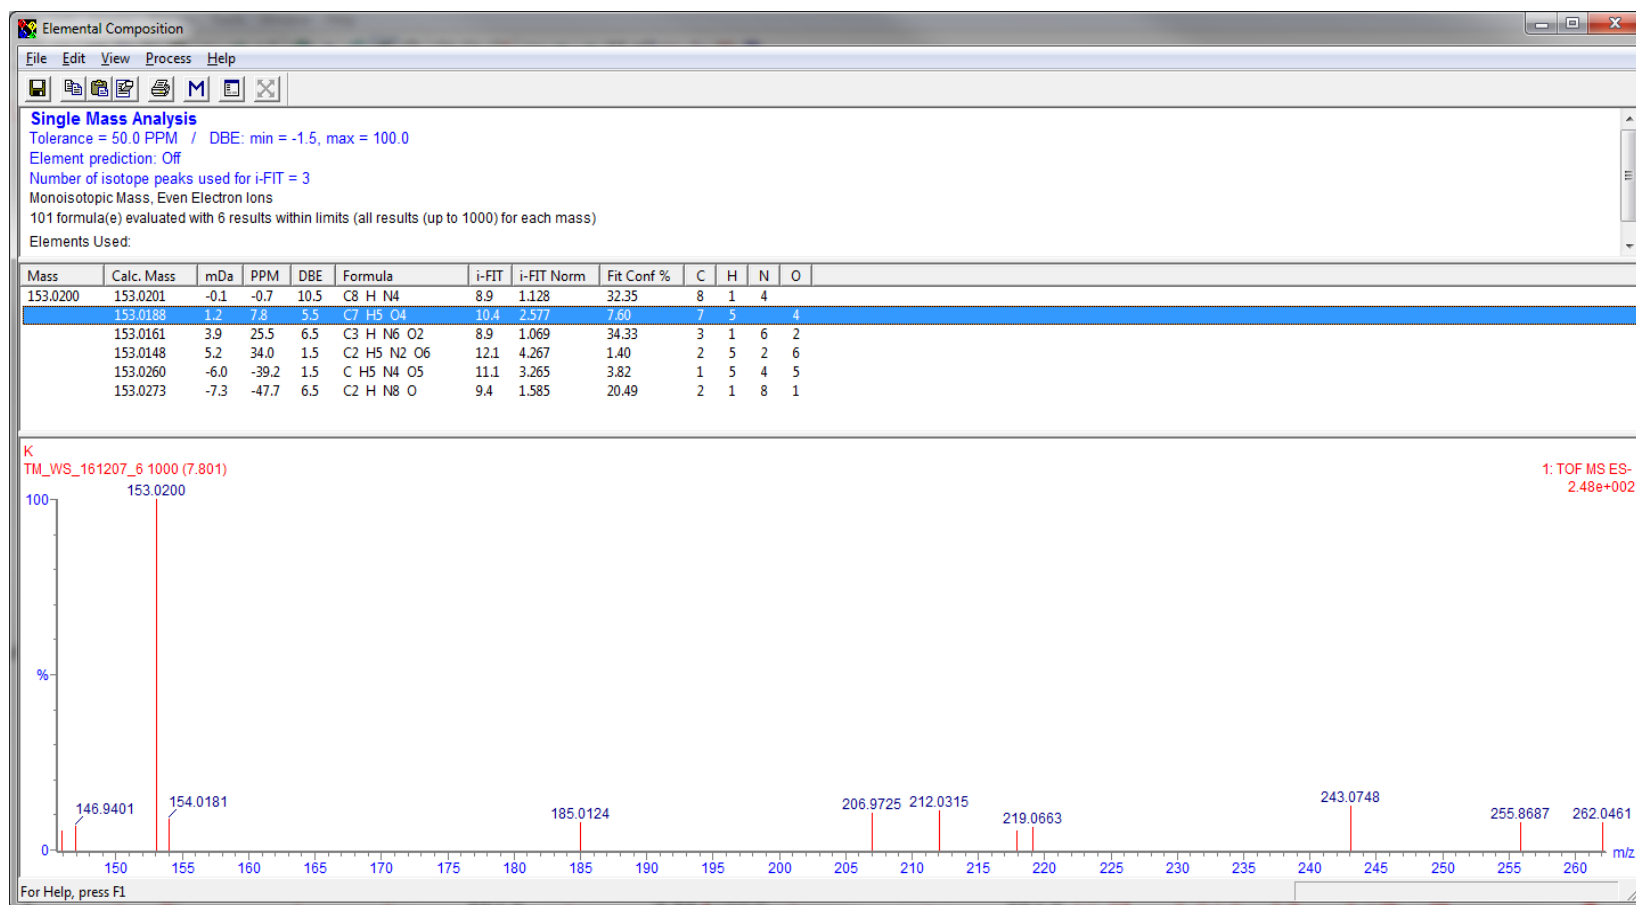 Elemental Composition
File Edit View Process Help
M
Single Mass Analysis
Tolerance = 50.0 PPM / DBE: min = -1.5, max = 100.0
Element prediction: Off
Number of isotope peaks used for i-FIT = 3
Monoisotopic Mass, Even Electron Ions
101 formula(e) evaluated with 6 results within limits (all results (up to 1000) for each mass)
Elements Used:
Mass Calc. Mass mDa PPM DBE Formula i-FIT i-FIT Norm Fit Conf % C H N O
153.0200 153.0201 -0.1 -0.7 10.5 C8 H N4 8.9 1.128 32.35 8 1 4
153.0188 1.2 7.8 5.5 C7 H5 O4 10.4 2.577 7.60 7 5 4
153.0161 3.9 25.5 6.5 C3 H N6 O2 8.9 1.069 34.33 3 1 6 2
153.0148 5.2 34.0 1.5 C2 H5 N2 O6 12.1 4.267 1.40 2 5 2 6
153.0260 -6.0 -39.2 1.5 C H5 N4 O5 11.1 3.265 3.82 1 5 4 5
153.0273 -7.3 -47.7 6.5 C2 H N8 O 9.4 1.585 20.49 2 1 8 1
K
TM_WS_161207_6 1000 (7.801)
1: TOF MS ES-
2.48e+002
153.0200
100
%
146.9401
154.0181
185.0124
206.9725
212.0315
219.0663
243.0748
255.8687
262.0461
0
m/z
150 155 160 165 170 175 180 185 190 195 200 205 210 215 220 225 230 235 240 245 250 255 260
For Help, press F1